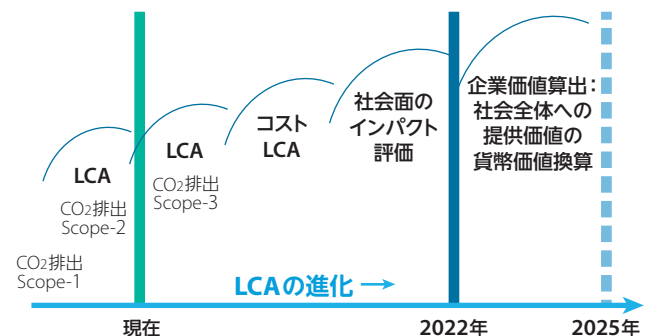 CO2排出
Scope-1
LCA
CO2排出
Scope-2
LCA
CO2排出
Scope-3
コスト
LCA
社会面の
インパクト
評価
企業価値算出：
社会全体への
提供価値の
貨幣価値換算
LCAの進化 →
現在
2022年
2025年